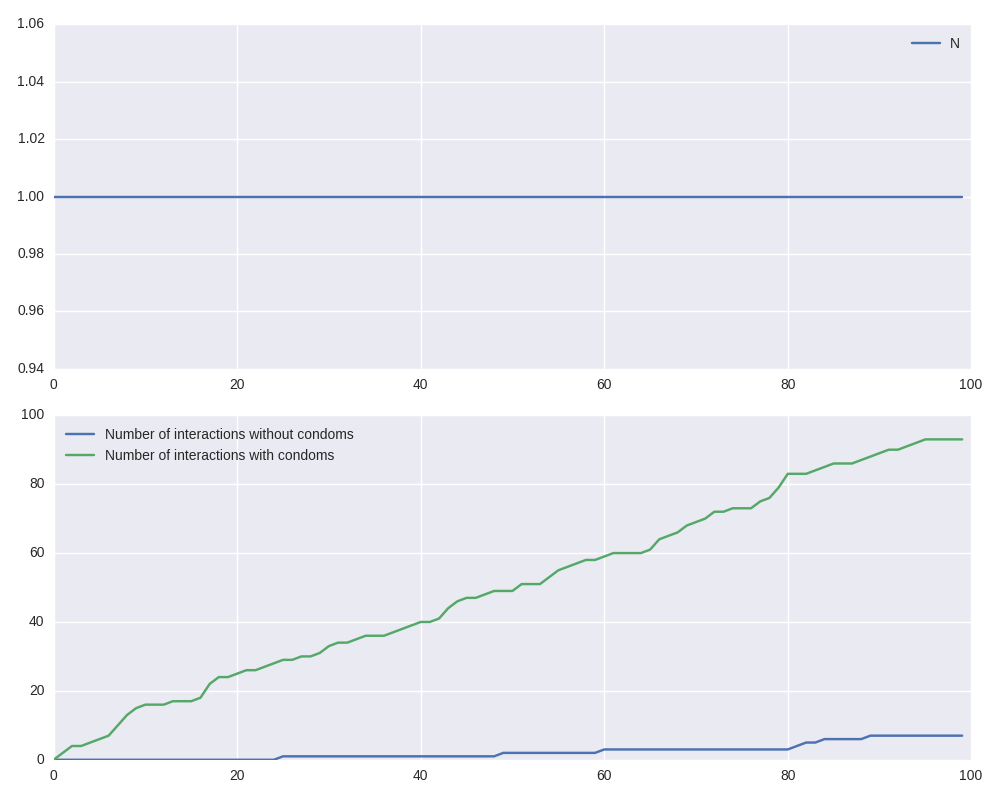 1.06
N
1.04
1.02
1.00
0.98
0.96
0.94
0 20 40 60 80 100
100
Number of interactions without condoms
Number of interactions with condoms
80
60
40
20
0
0 20 40 60 80 100